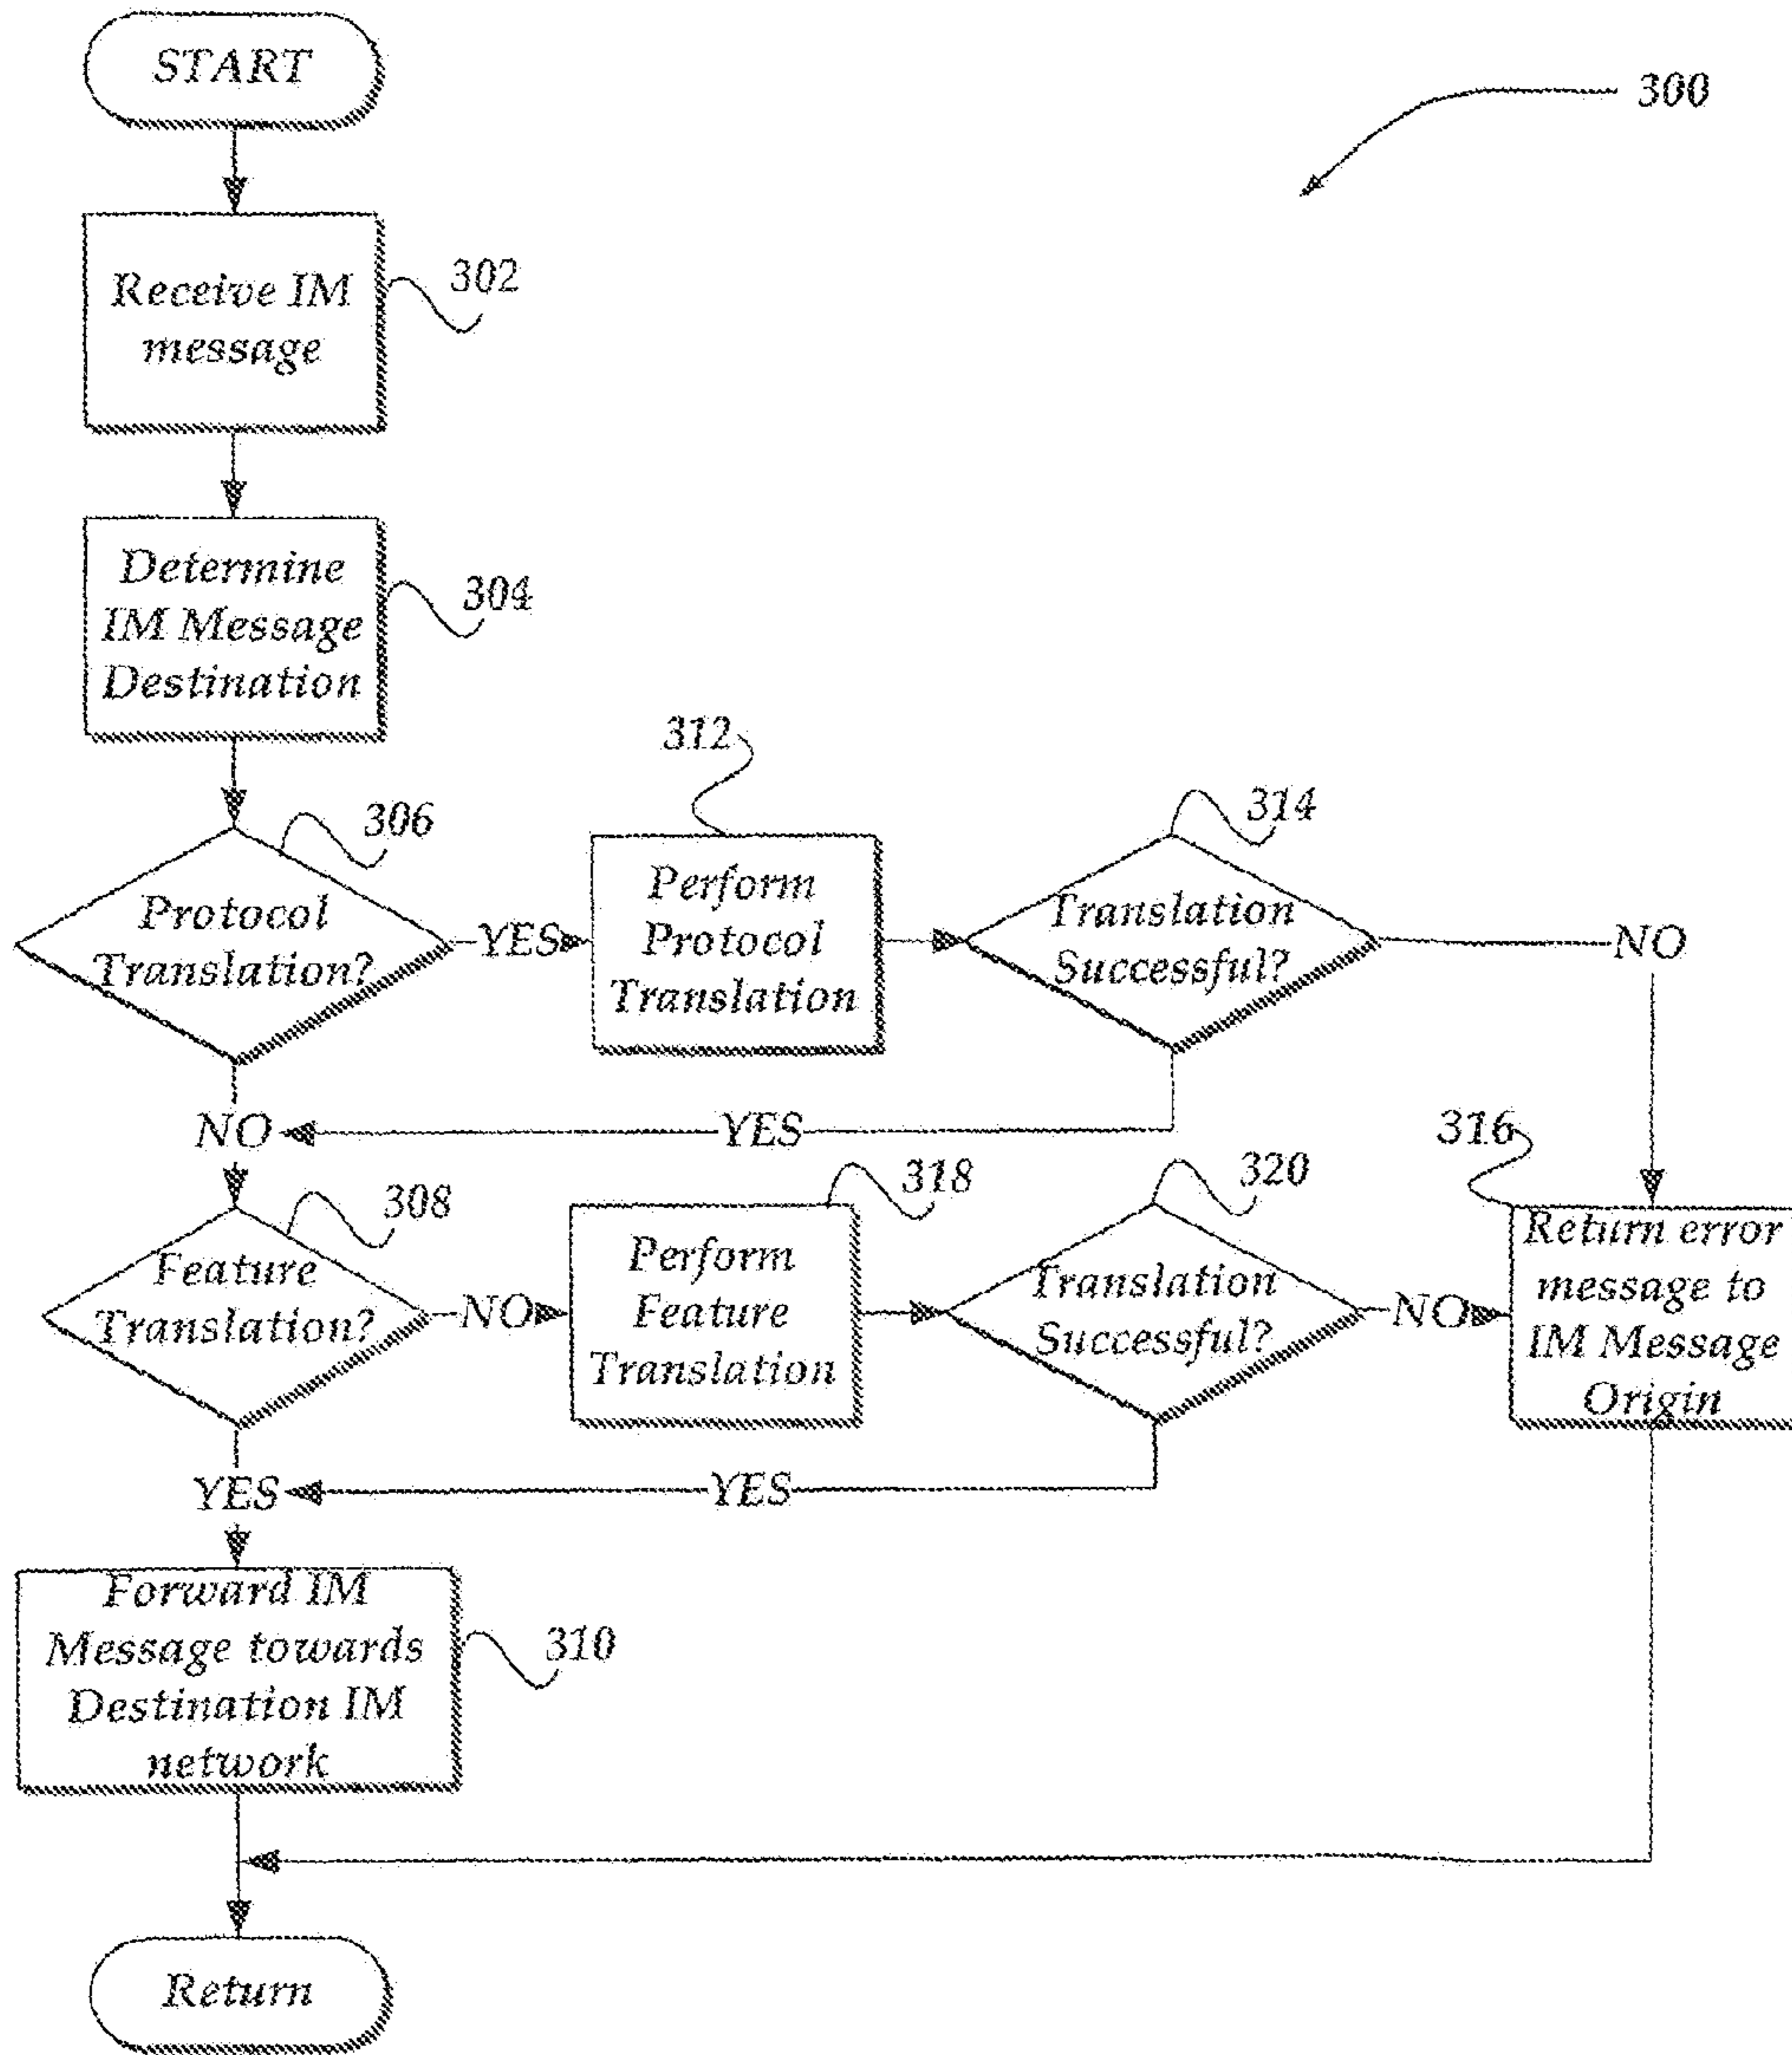 START
300
Receive IM
message
302
Determine
IM Message
Destination
304
312
314
306
Protocol
Translation?
YES
Perform
Protocol
Translation
Translation
Successful?
NO
NO
YES
316
308
318
320
Feature
Translation?
NO
Perform
Feature
Translation
Translation
Successful?
NO
Return error
message to
IM Message
Origin
YES
YES
Forward IM
Message towards
Destination IM
network
310
Return